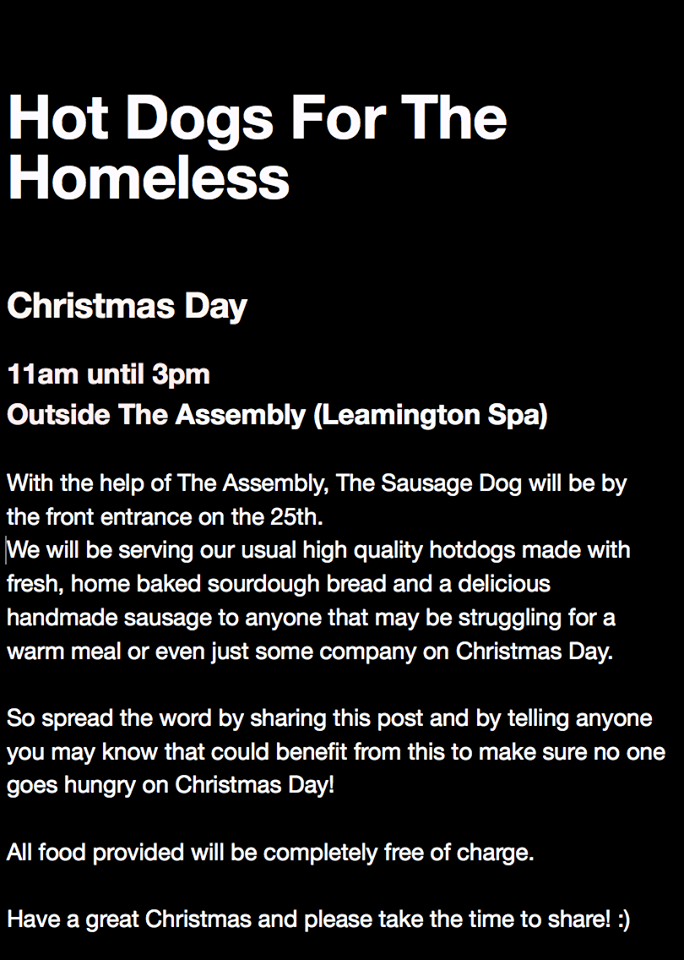 Hot Dogs For The
Homeless
Christmas Day
11am until 3pm
Outside The Assembly (Leamington Spa)
With the help of The Assembly, The Sausage Dog will be by
the front entrance on the 25th.
We will be serving our usual high quality hotdogs made with
fresh, home baked sourdough bread and a delicious
handmade sausage to anyone that may be struggling for a
warm meal or even just some company on Christmas Day.
So spread the word by sharing this post and by telling anyone
you may know that could benefit from this to make sure no one
goes hungry on Christmas Day!
All food provided will be completely free of charge.
Have a great Christmas and please take the time to share! :)